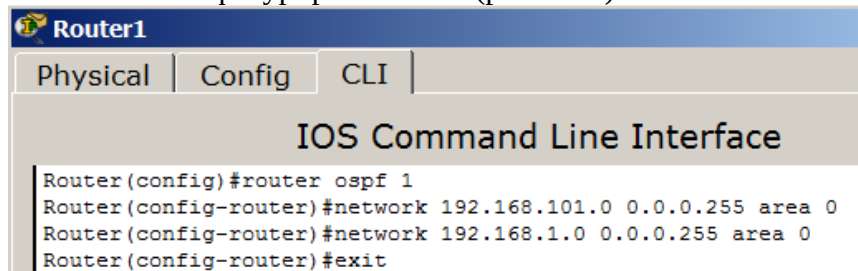 Router1
Physical Config CLI
IOS Command Line Interface
Router(config)#router ospf 1
Router(config-router)#network 192.168.101.0 0.0.0.255 area 0
Router(config-router)#network 192.168.1.0 0.0.0.255 area 0
Router(config-router)#exit